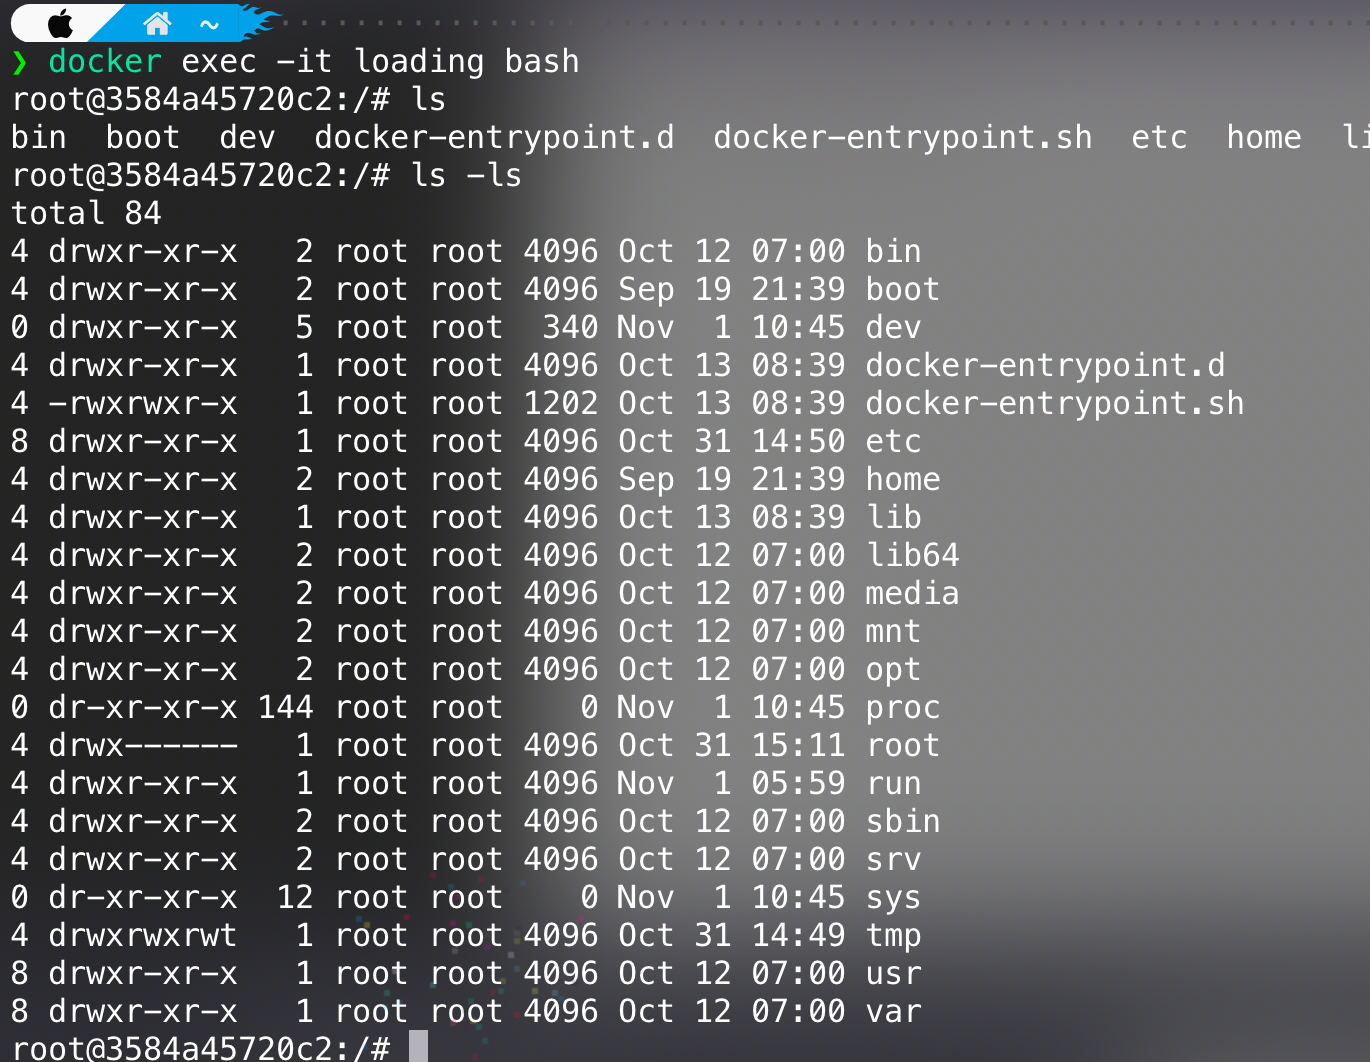 ~
❯ docker exec -it loading bash
root@3584a45720c2:/# ls
bin  boot  dev  docker-entrypoint.d  docker-entrypoint.sh  etc  home
root@3584a45720c2:/# ls -ls
total 84
4 drwxr-xr-x   2 root root 4096 Oct 12 07:00 bin
4 drwxr-xr-x   2 root root 4096 Sep 19 21:39 boot
0 drwxr-xr-x   5 root root  340 Nov  1 10:45 dev
4 drwxr-xr-x   1 root root 4096 Oct 13 08:39 docker-entrypoint.d
4 -rwxrwxr-x   1 root root 1202 Oct 13 08:39 docker-entrypoint.sh
8 drwxr-xr-x   1 root root 4096 Oct 31 14:50 etc
4 drwxr-xr-x   2 root root 4096 Sep 19 21:39 home
4 drwxr-xr-x   1 root root 4096 Oct 13 08:39 lib
4 drwxr-xr-x   2 root root 4096 Oct 12 07:00 lib64
4 drwxr-xr-x   2 root root 4096 Oct 12 07:00 media
4 drwxr-xr-x   2 root root 4096 Oct 12 07:00 mnt
4 drwxr-xr-x   2 root root 4096 Oct 12 07:00 opt
0 dr-xr-xr-x 144 root root    0 Nov  1 10:45 proc
4 drwx------   1 root root 4096 Oct 31 15:11 root
4 drwxr-xr-x   1 root root 4096 Nov  1 05:59 run
4 drwxr-xr-x   2 root root 4096 Oct 12 07:00 sbin
4 drwxr-xr-x   2 root root 4096 Oct 12 07:00 srv
0 dr-xr-xr-x  12 root root    0 Nov  1 10:45 sys
4 drwxrwxrwt   1 root root 4096 Oct 31 14:49 tmp
8 drwxr-xr-x   1 root root 4096 Oct 12 07:00 usr
8 drwxr-xr-x   1 root root 4096 Oct 12 07:00 var
root@3584a45720c2:/#